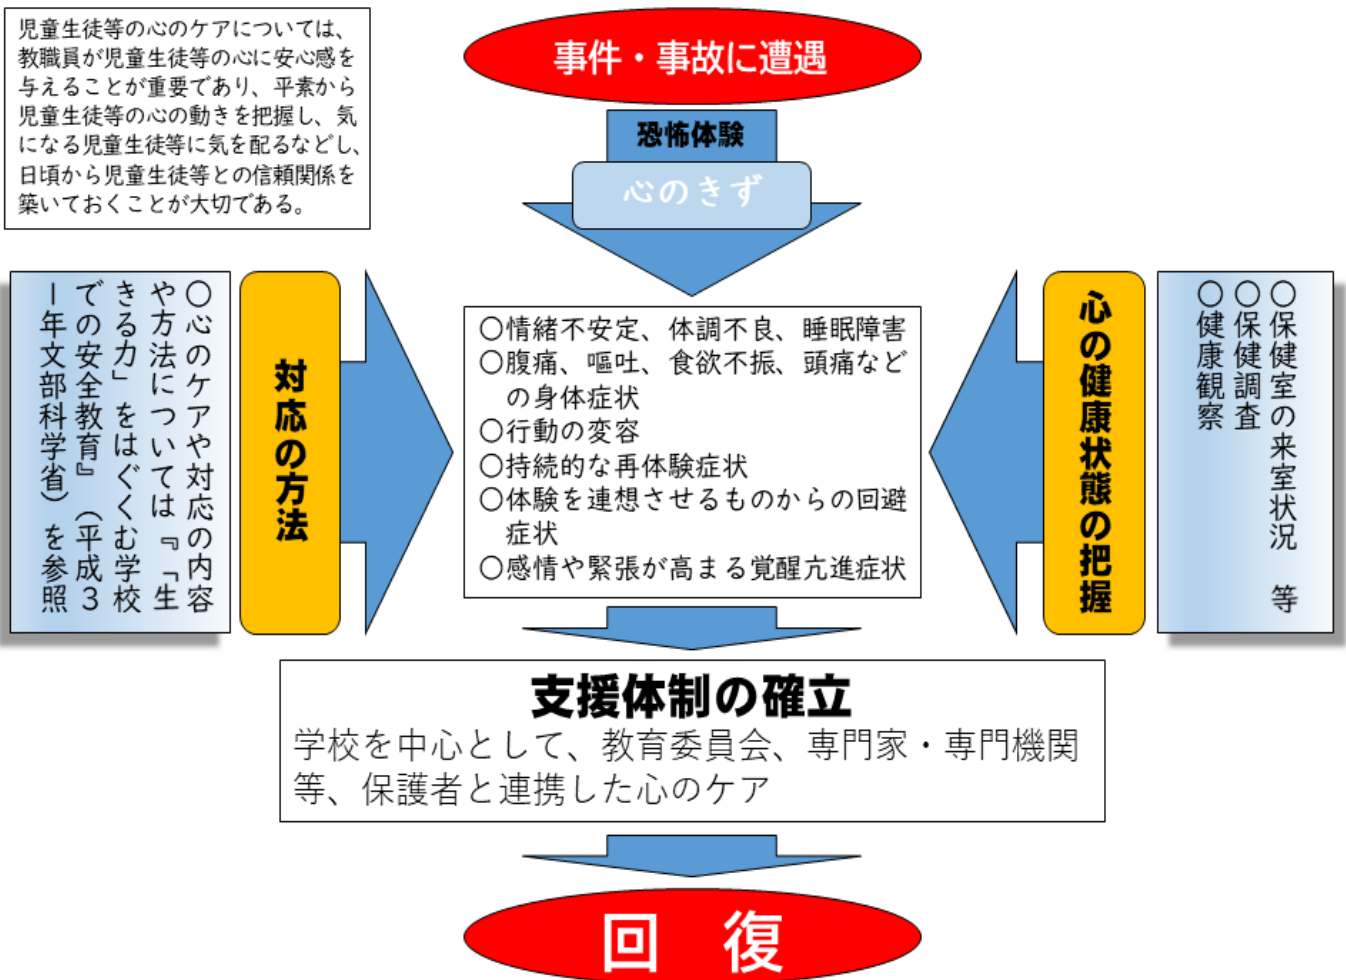 児童生徒等の心のケアについては、
教職員が児童生徒等の心に安心感を
与えることが重要であり、平素から
児童生徒等の心の動きを把握し、気
になる児童生徒等に気を配るなどし、
日頃から児童生徒等との信頼関係を
築いておくことが大切である。
事件・事故に遭遇
恐怖体験
心のきず
○心のケアや対応の内容
や方法については『「生
きる力」をはぐくむ学校
での安全教育』（平成３
１年文部科学省）を参照
対応の方法
○情緒不安定、体調不良、睡眠障害
○腹痛、嘔吐、食欲不振、頭痛など
の身体症状
○行動の変容
○持続的な再体験症状
○体験を連想させるものからの回避
症状
○感情や緊張が高まる覚醒亢進症状
心の健康状態の把握
○保健室の来室状況　等
○保健調査
○健康観察
支援体制の確立
学校を中心として、教育委員会、専門家・専門機関
等、保護者と連携した心のケア
回　復